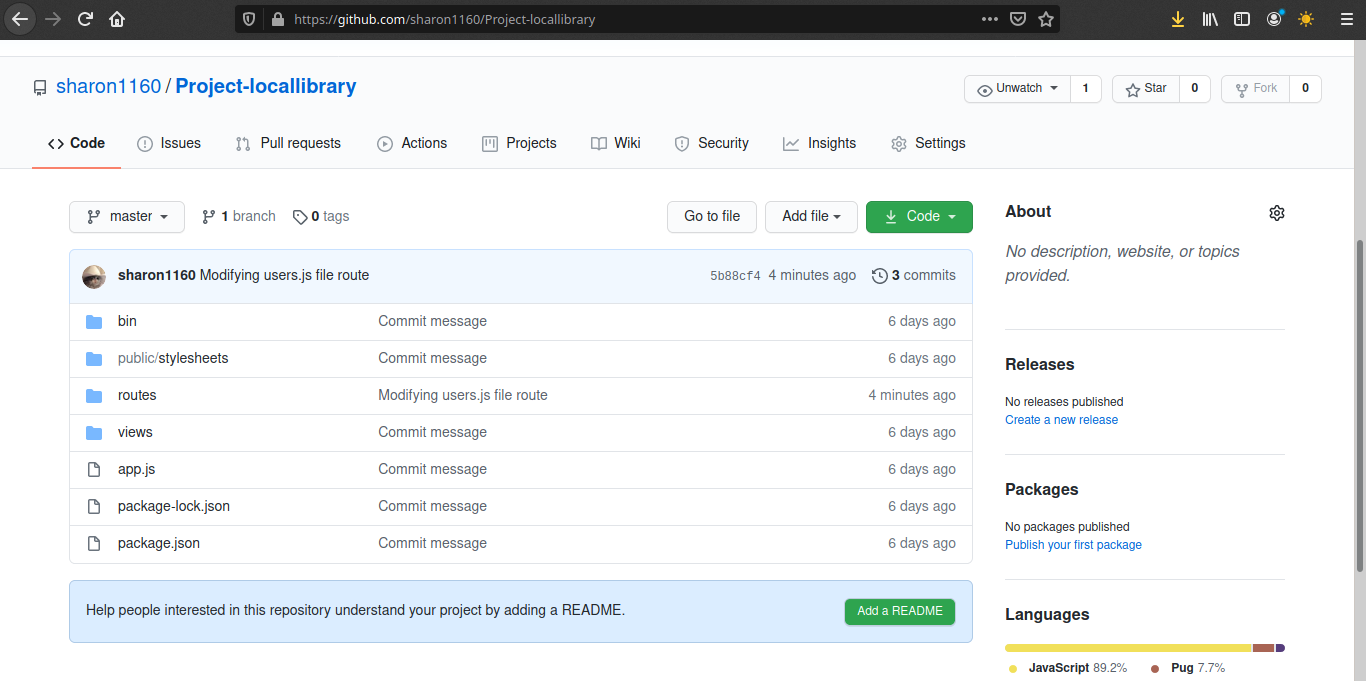 https://github.com/sharon1160/Project-locallibrary
sharon1160 / Project-locallibrary
Unwatch 1 Star 0 Fork 0
Code Issues Pull requests Actions Projects Wiki Security Insights Settings
master 1 branch 0 tags Go to file Add file Code
sharon1160 Modifying users.js file route 5b88cf4 4 minutes ago 3 commits
bin Commit message 6 days ago
public/stylesheets Commit message 6 days ago
routes Modifying users.js file route 4 minutes ago
views Commit message 6 days ago
app.js Commit message 6 days ago
package-lock.json Commit message 6 days ago
package.json Commit message 6 days ago
Help people interested in this repository understand your project by adding a README. Add a README
About
No description, website, or topics
provided.
Releases
No releases published
Create a new release
Packages
No packages published
Publish your first package
Languages
JavaScript 89.2% Pug 7.7%